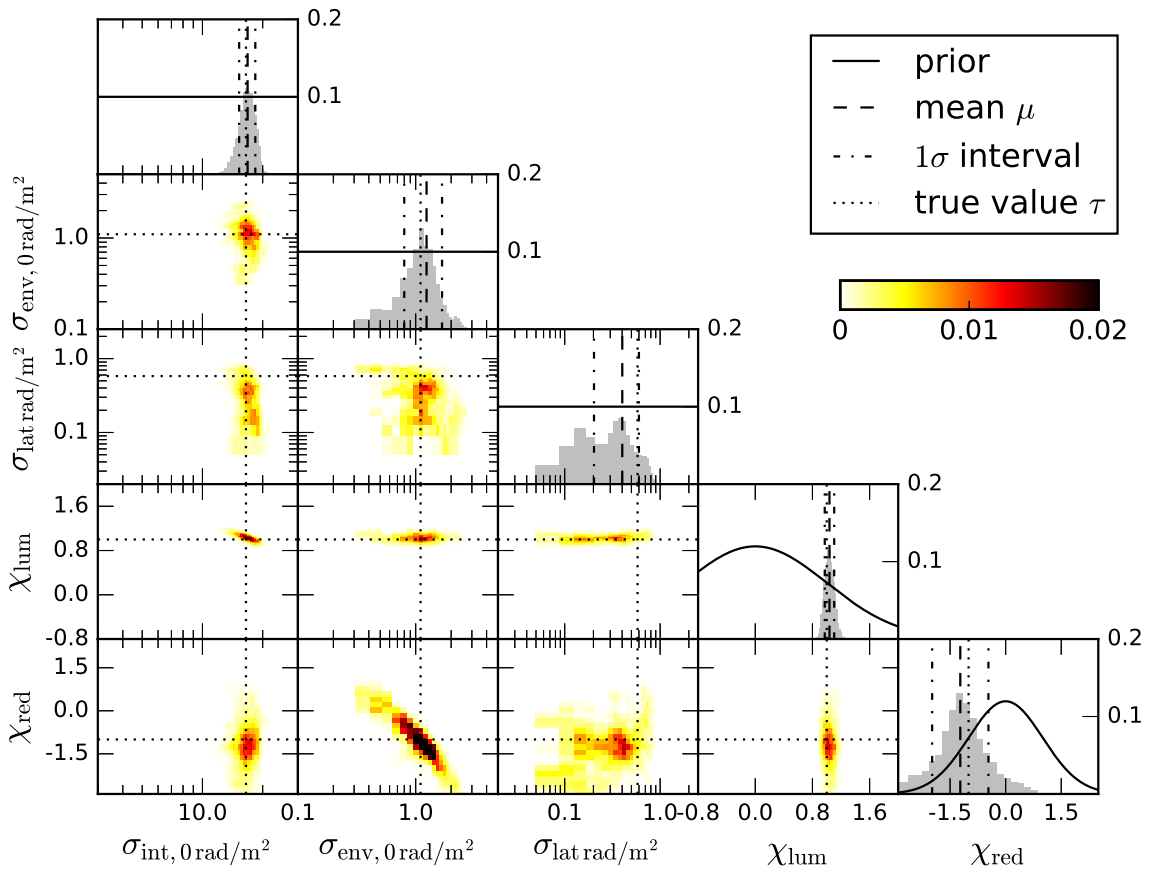 0.2
0.1
prior
mean μ
1σ interval
true value τ
0.2
0.1
σenv, 0 rad/m²
1.0
0.1
0 0.01 0.02
0.2
0.1
σlat rad/m²
1.0
0.1
0.2
0.1
χlum
1.6
0.8
0.0
-0.8
0.2
0.1
χred
1.5
0.0
-1.5
10.0 0.1 1.0 0.1 1.0 -0.8 0.0 0.8 1.6 -1.5 0.0 1.5
σint, 0 rad/m² σenv, 0 rad/m² σlat rad/m² χlum χred